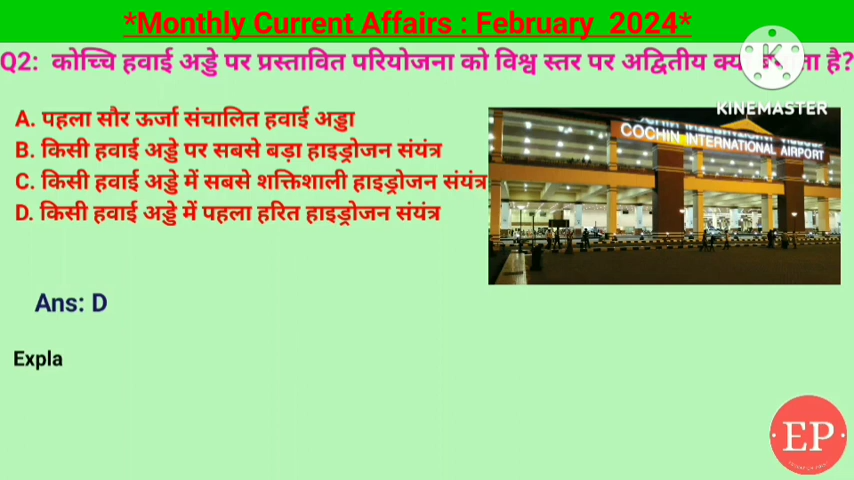 *Monthly Current Affairs : February 2024*
Q2: कोच्चि हवाई अड्डे पर प्रस्तावित परियोजना को विश्व स्तर पर अद्वितीय क्या है?
KINEMASTER
A. पहला सौर ऊर्जा संचालित हवाई अड्डा
B. किसी हवाई अड्डे पर सबसे बड़ा हाइड्रोजन संयंत्र
C. किसी हवाई अड्डे में सबसे शक्तिशाली हाइड्रोजन संयंत्र
D. किसी हवाई अड्डे में पहला हरित हाइड्रोजन संयंत्र
COCHIN INTERNATIONAL AIRPORT
Ans: D
Expla
EP